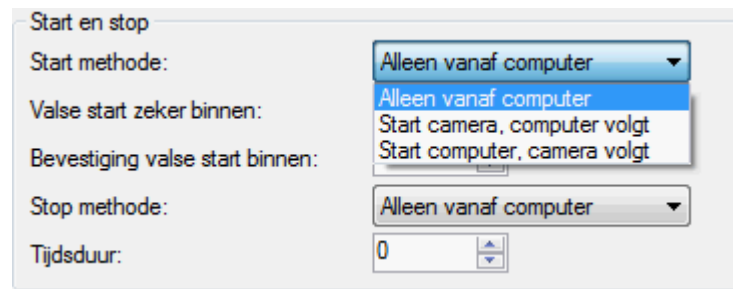 Start en stop
Start methode: Alleen vanaf computer
Valse start zeker binnen: Alleen vanaf computer
Start camera, computer volgt
Bevestiging valse start binnen: Start computer, camera volgt
Stop methode: Alleen vanaf computer
Tijdsduur: 0